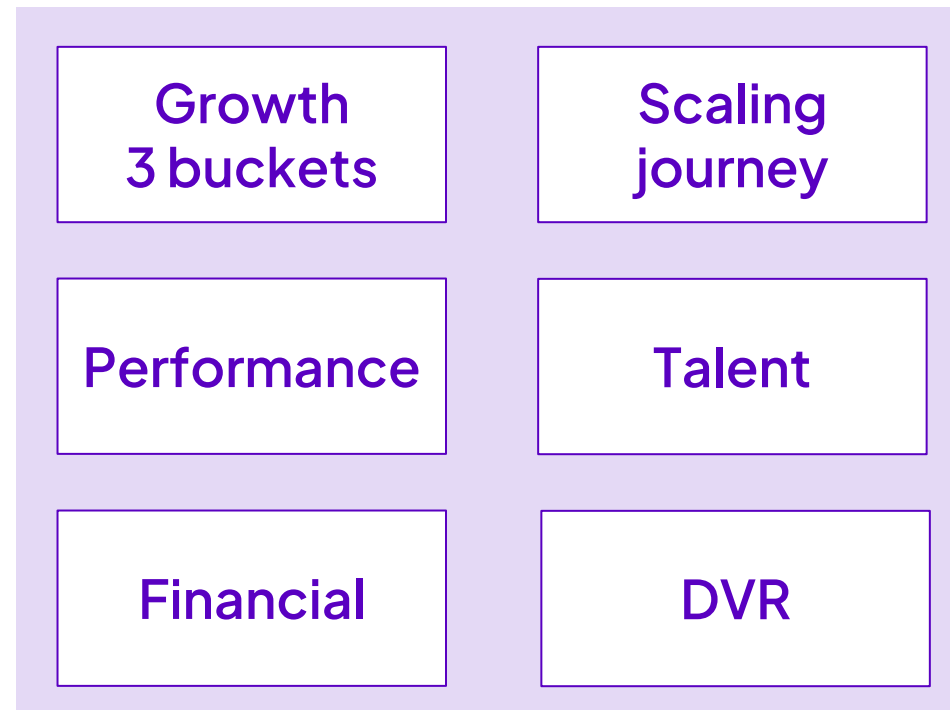 Growth
3 buckets
Scaling
journey
Performance
Talent
Financial
DVR